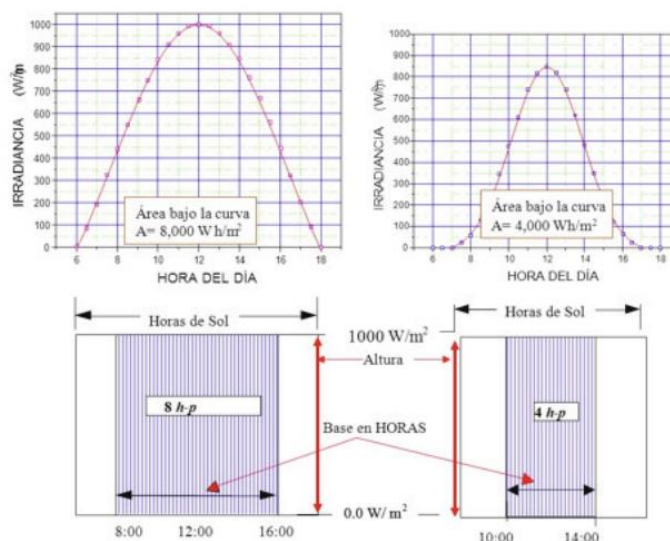 1000
900
800
700
600
500
400
300
200
100
0
IRRADIANCIA (W/m²)
Área bajo la curva
A= 8,000 Wh/m²
6 8 10 12 14 16 18
HORA DEL DÍA
1000
900
800
700
600
500
400
300
200
100
0
IRRADIANCIA (W/m²)
Área bajo la curva
A= 4,000 Wh/m²
6 8 10 12 14 16 18
HORA DEL DÍA
Horas de Sol
8 h-p
8:00 12:00 16:00
1000 W/m²
Altura
Base en HORAS
0.0 W/ m²
Horas de Sol
4 h-p
10:00 14:00